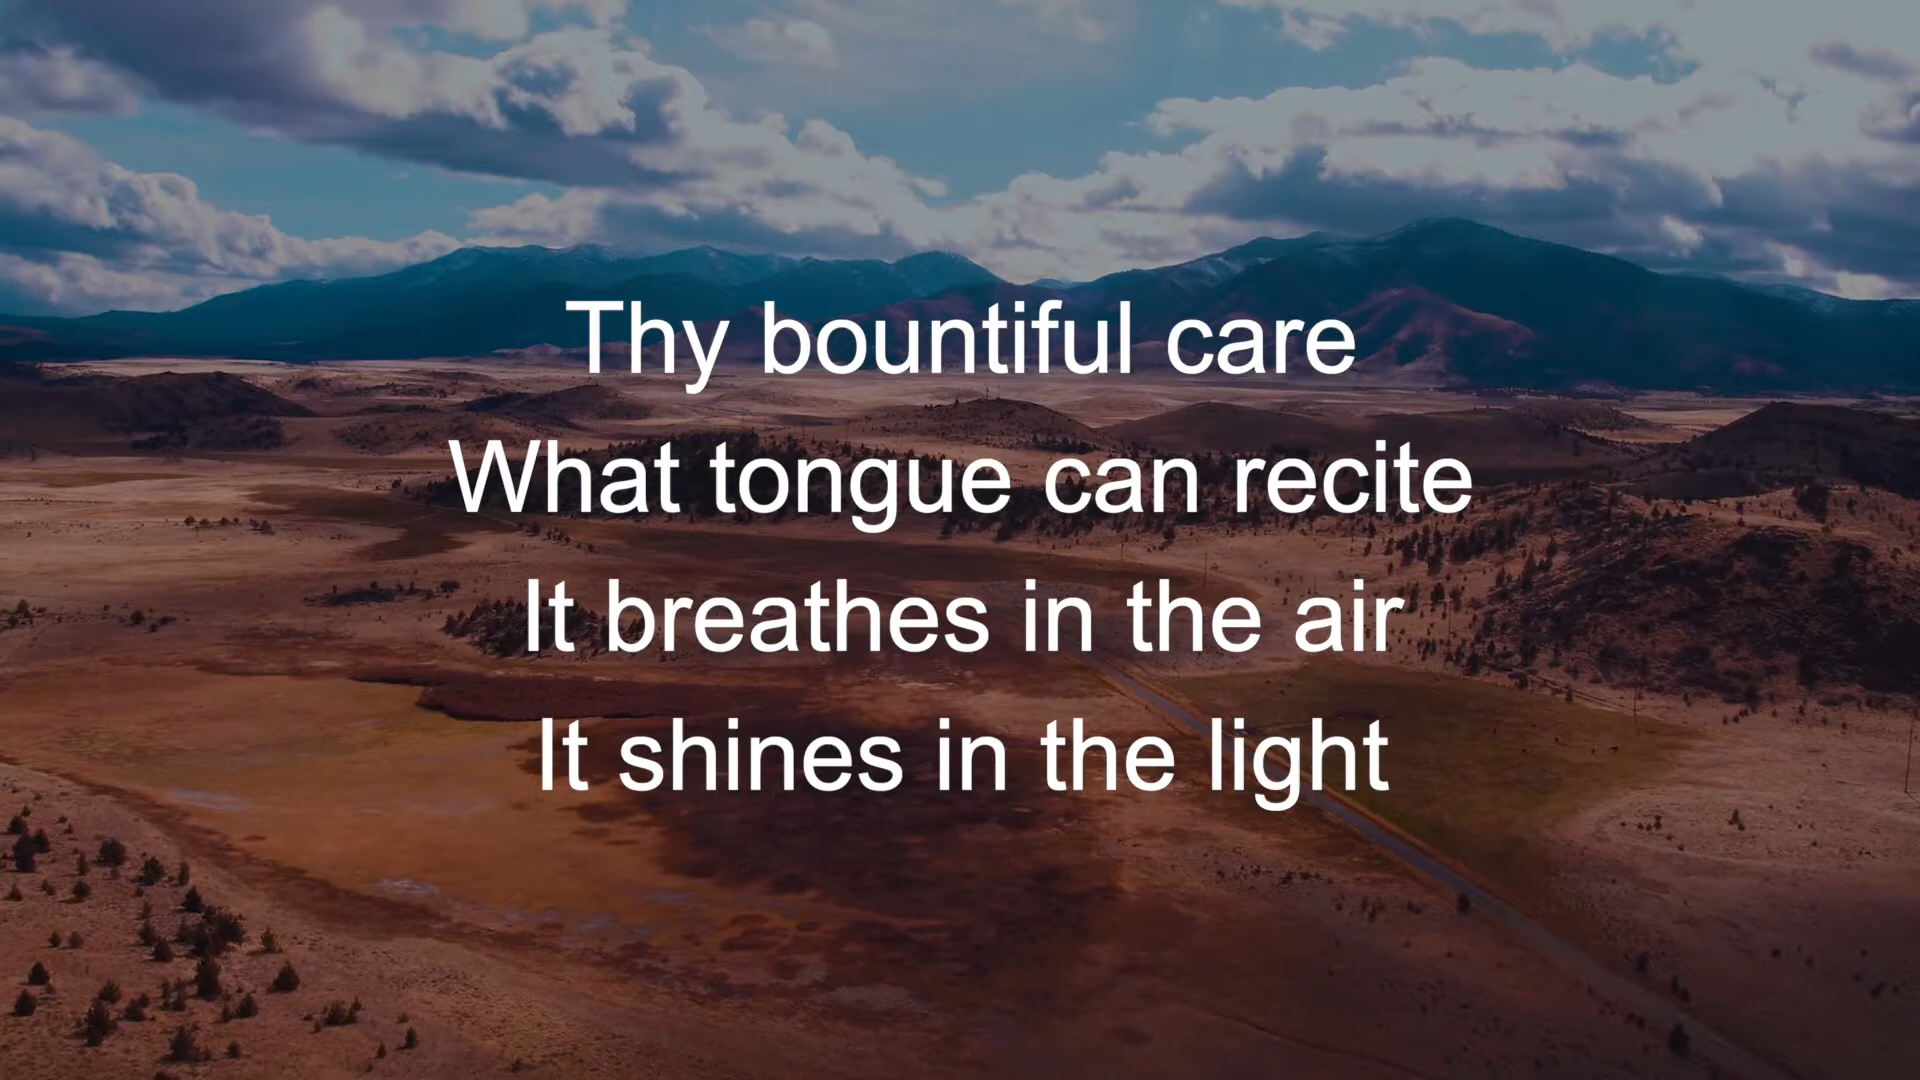 Thy bountiful care
What tongue can recite
It breathes in the air
It shines in the light